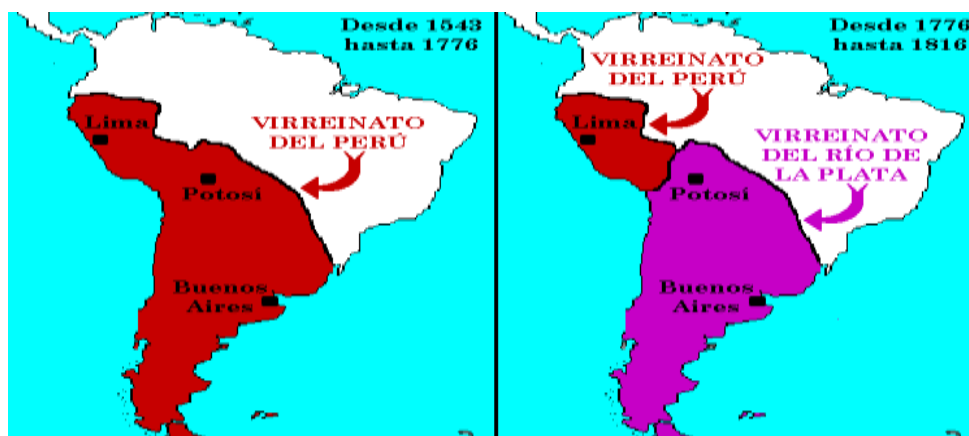 Desde 1543
hasta 1776
VIRREINATO
DEL PERÚ
Lima
Potosí
Buenos
Aires
Desde 1776
hasta 1816
VIRREINATO
DEL PERÚ
Lima
VIRREINATO
DEL RÍO DE
LA PLATA
Potosí
Buenos
Aires